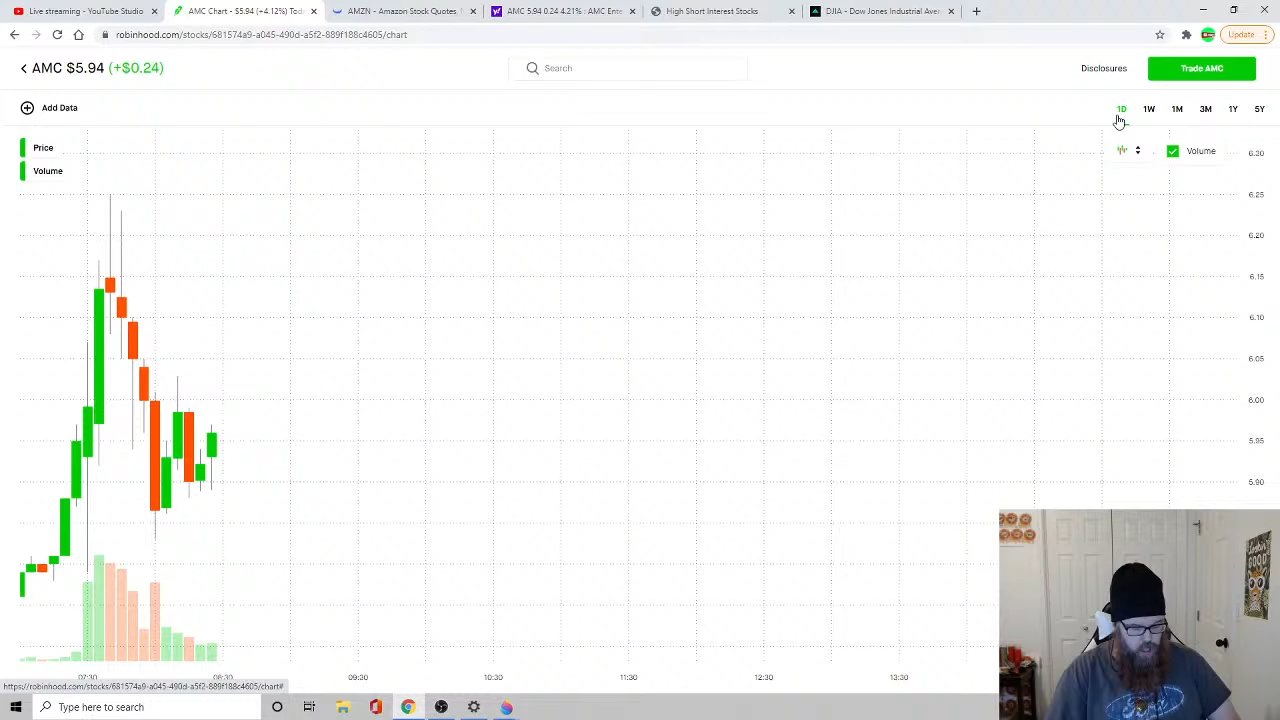 Live streaming - YouTube Studio
AMC Chart - $5.94 (+4.12%) Tod
AMZN - Amazon Stock Quotes,
AMC 5.94 0.24 4.21% : AMC Ente
High Short Interest Stocks
DJIA - Dow Jones Industrial Aver
robinhood.com/stocks/681574a9-a045-490d-a5f2-889f188c4605/chart
Update
AMC $5.94 (+$0.24)
Search
Disclosures
Trade AMC
Add Data
1D 1W 1M 3M 1Y 5Y
Price
Volume
Volume
6.30
6.25
6.20
6.15
6.10
6.05
6.00
5.95
5.90
07:30 08:30 09:30 10:30 11:30 12:30 13:30
https://robinhood.com/stocks/681574a9-a045-490d-a5f2-889f188c4605/chart#
Type here to search